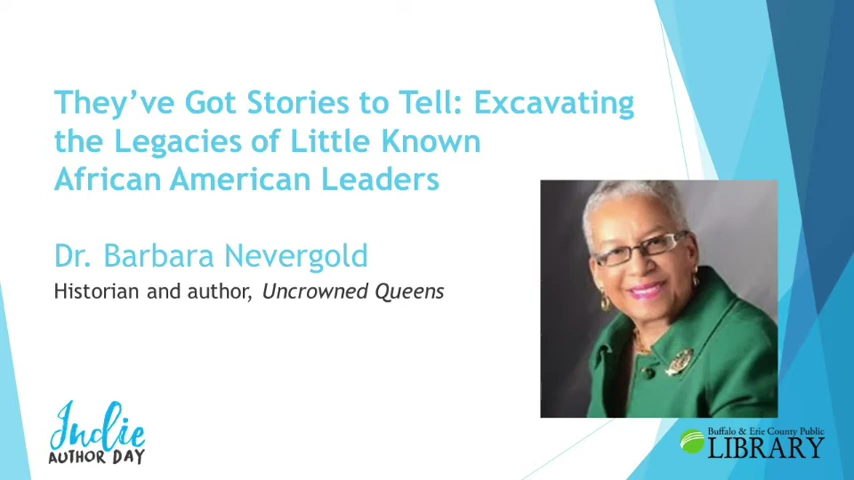 They've Got Stories to Tell: Excavating
the Legacies of Little Known
African American Leaders
Dr. Barbara Nevergold
Historian and author, Uncrowned Queens
Indie
AUTHOR DAY
Buffalo & Erie County Public
LIBRARY